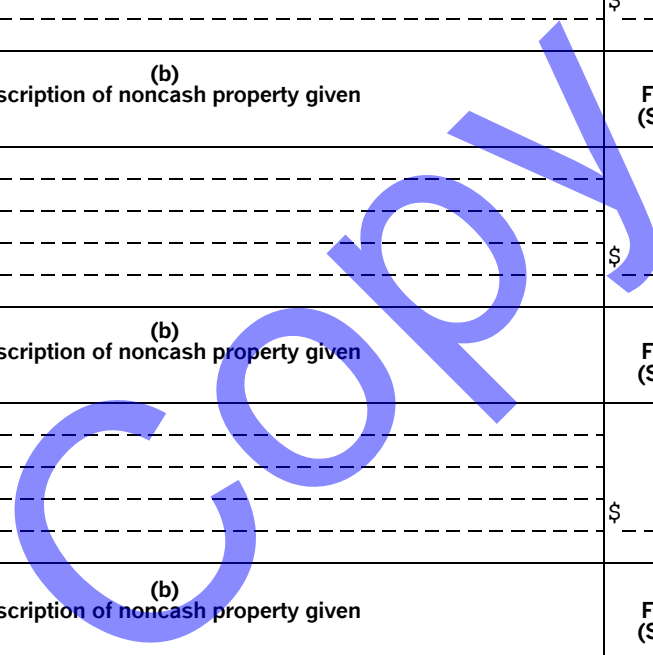 $
(b)
scription of noncash property given
F
(S
$
(b)
scription of noncash property given
F
(S
$
(b)
scription of noncash property given
F
(S
Copy